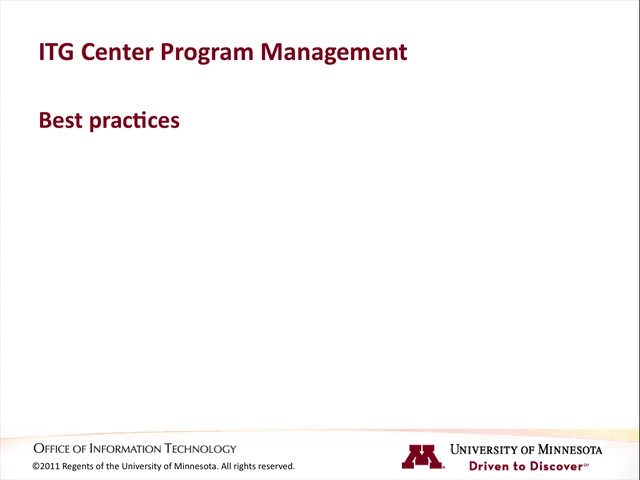 ITG Center Program Management
Best practices
OFFICE OF INFORMATION TECHNOLOGY
©2011 Regents of the University of Minnesota. All rights reserved.
M
UNIVERSITY OF MINNESOTA
Driven to Discover℠